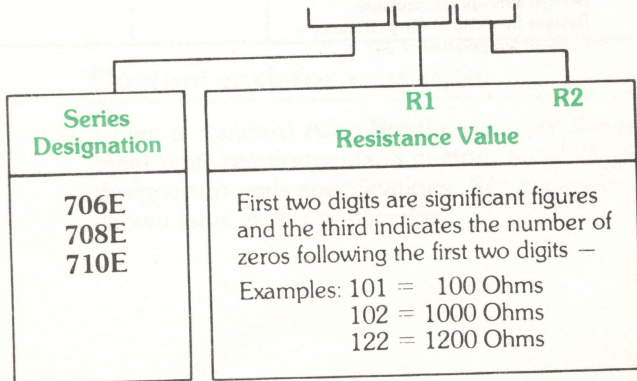 R1 R2
Series
Designation
Resistance Value
706E
708E
710E
First two digits are significant figures
and the third indicates the number of
zeros following the first two digits —
Examples: 101 = 100 Ohms
102 = 1000 Ohms
122 = 1200 Ohms